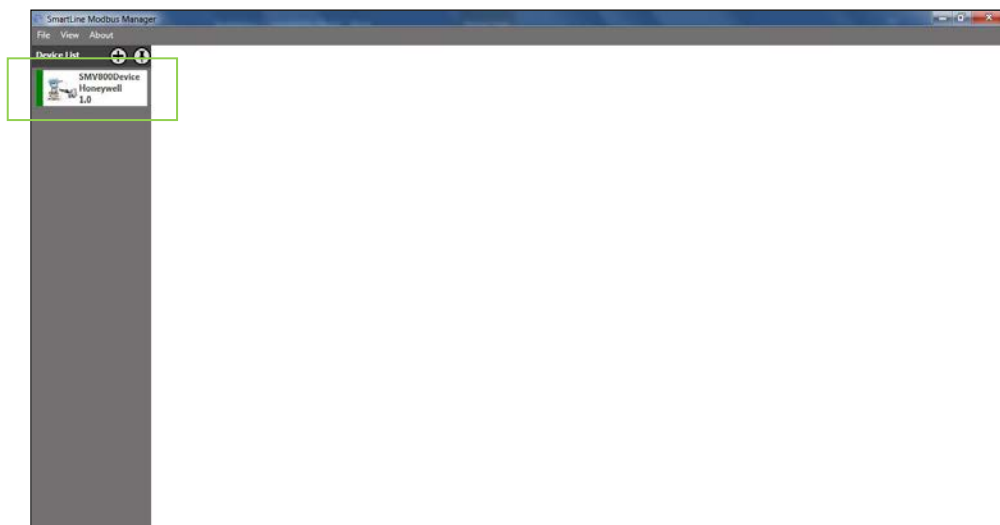 SmartLine Modbus Manager
File View About
Device List
SMV800Device
Honeywell
1.0